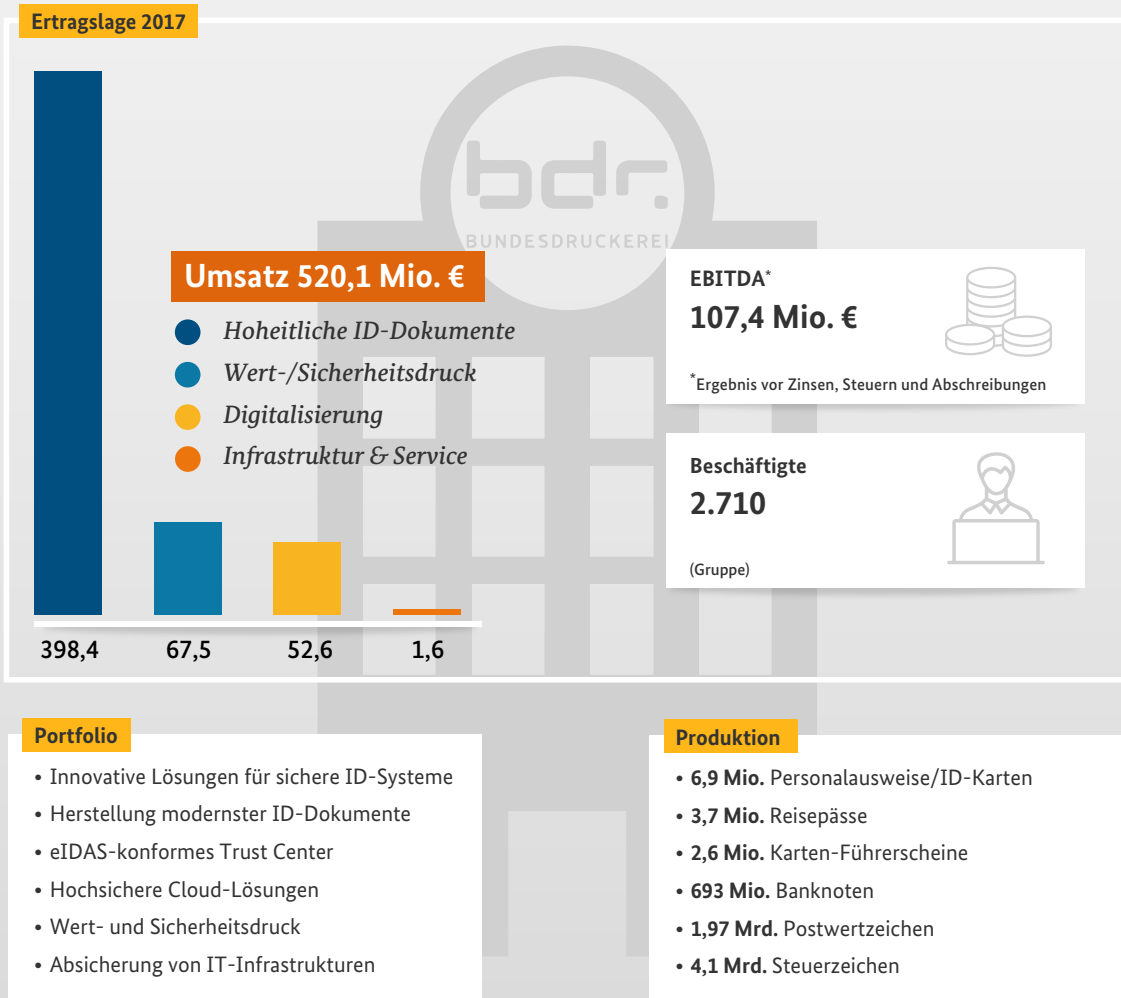 Ertragslage 2017
bdr.
BUNDESDRUCKEREI
Umsatz 520,1 Mio. €
Hoheitliche ID-Dokumente
Wert-/Sicherheitsdruck
Digitalisierung
Infrastruktur & Service
398,4
67,5
52,6
1,6
EBITDA*
107,4 Mio. €
*Ergebnis vor Zinsen, Steuern und Abschreibungen
Beschäftigte
2.710
(Gruppe)
Portfolio
• Innovative Lösungen für sichere ID-Systeme
• Herstellung modernster ID-Dokumente
• eIDAS-konformes Trust Center
• Hochsichere Cloud-Lösungen
• Wert- und Sicherheitsdruck
• Absicherung von IT-Infrastrukturen
Produktion
• 6,9 Mio. Personalausweise/ID-Karten
• 3,7 Mio. Reisepässe
• 2,6 Mio. Karten-Führerscheine
• 693 Mio. Banknoten
• 1,97 Mrd. Postwertzeichen
• 4,1 Mrd. Steuerzeichen